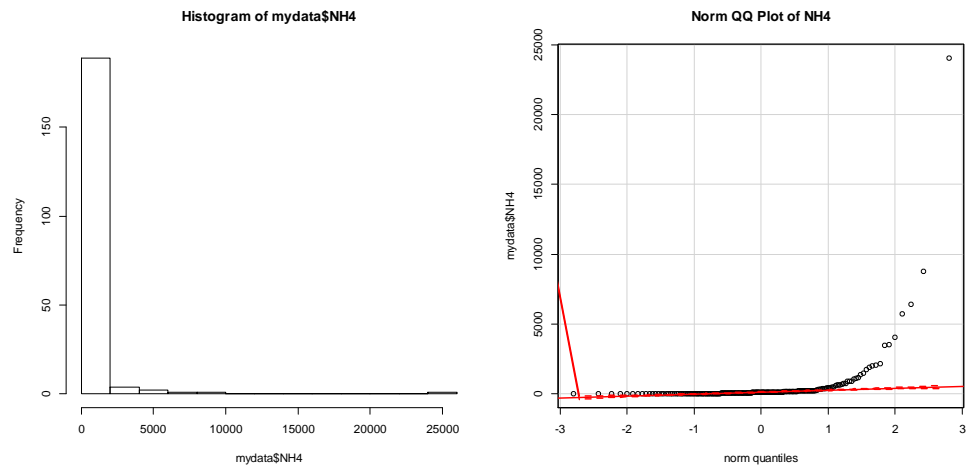 Histogram of mydata$NH4
Frequency
150
100
50
0
0 5000 10000 15000 20000 25000
mydata$NH4
Norm QQ Plot of NH4
mydata$NH4
25000
20000
15000
10000
5000
0
-3 -2 -1 0 1 2 3
norm quantiles